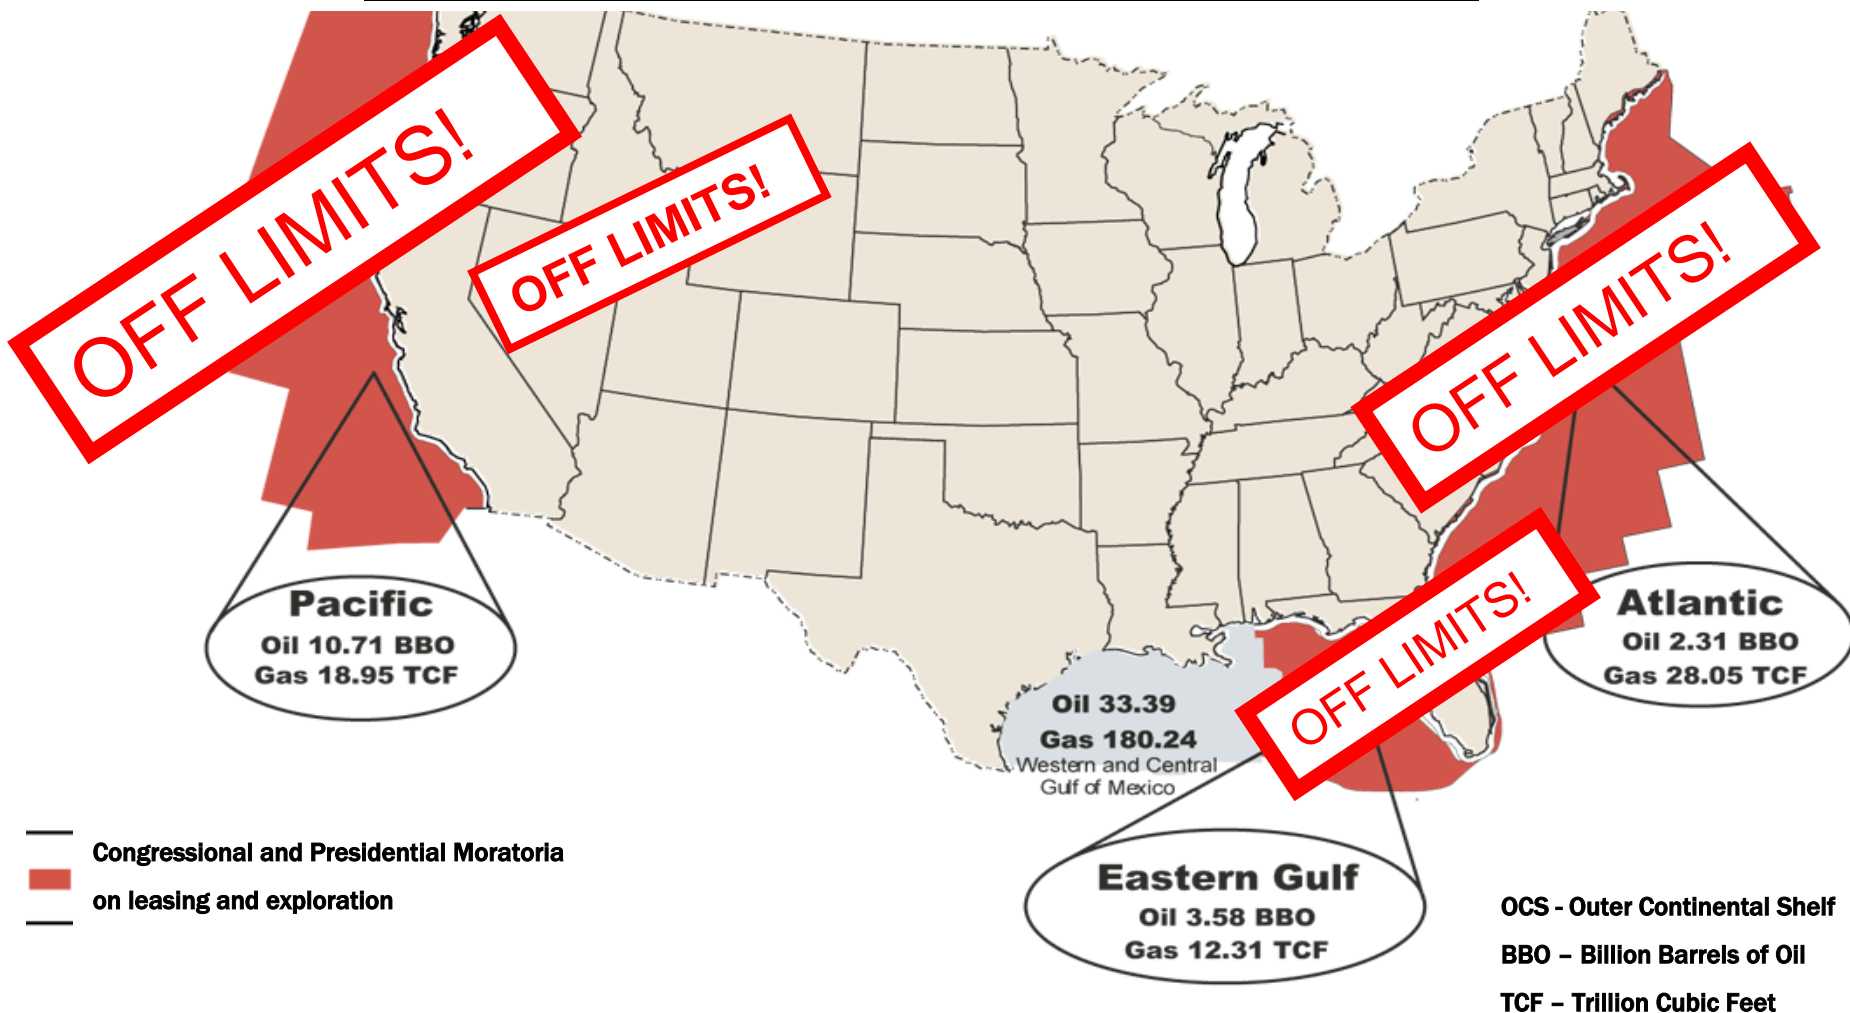 OFF LIMITS!
OFF LIMITS!
OFF LIMITS!
OFF LIMITS!
Pacific
Oil 10.71 BBO
Gas 18.95 TCF
Atlantic
Oil 2.31 BBO
Gas 28.05 TCF
Oil 33.39
Gas 180.24
Western and Central
Gulf of Mexico
Eastern Gulf
Oil 3.58 BBO
Gas 12.31 TCF
Congressional and Presidential Moratoria
on leasing and exploration
OCS - Outer Continental Shelf
BBO – Billion Barrels of Oil
TCF – Trillion Cubic Feet